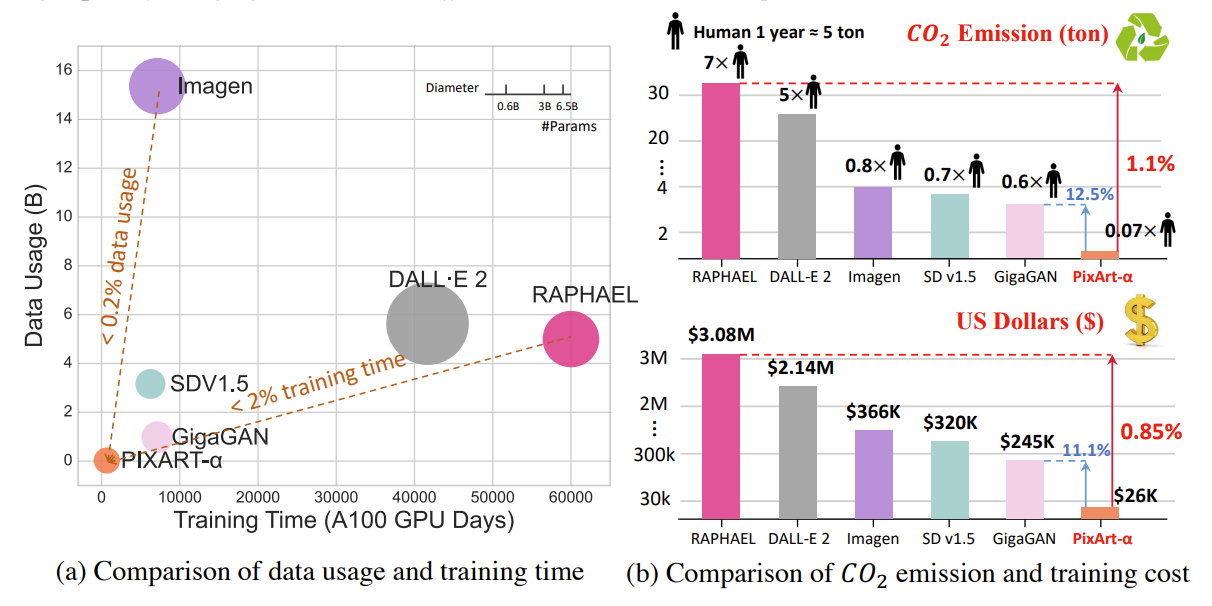 16
14
12
10
8
6
4
2
0
Data Usage (B)
Imagen
Diameter
0.6B
3B
6.5B
#Params
< 0.2% data usage
DALL·E 2
RAPHAEL
SDV1.5
< 2% training time
GigaGAN
PIXART-α
0
10000
20000
30000
40000
50000
60000
Training Time (A100 GPU Days)
(a) Comparison of data usage and training time
Human 1 year ≈ 5 ton
CO2 Emission (ton)
30
20
⋮
4
2
7×
5×
0.8×
0.7×
0.6×
12.5%
1.1%
0.07×
RAPHAEL
DALL-E 2
Imagen
SD v1.5
GigaGAN
PixArt-α
US Dollars ($)
$
3M
2M
⋮
300k
30k
$3.08M
$2.14M
$366K
$320K
$245K
11.1%
0.85%
$26K
RAPHAEL
DALL-E 2
Imagen
SD v1.5
GigaGAN
PixArt-α
(b) Comparison of CO2 emission and training cost